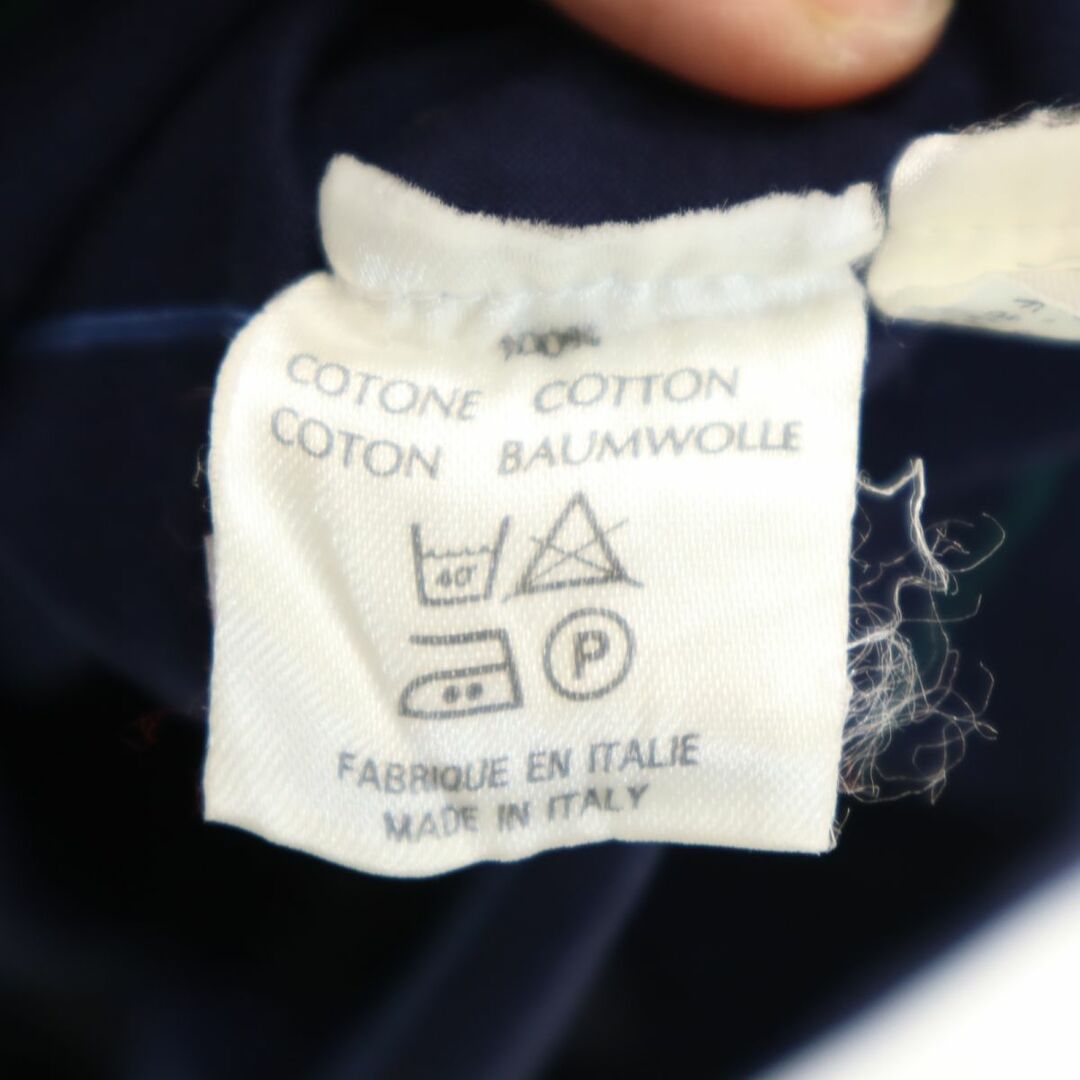 100%
COTONE COTTON
COTON BAUMWOLLE
40°
P
FABRIQUE EN ITALIE
MADE IN ITALY